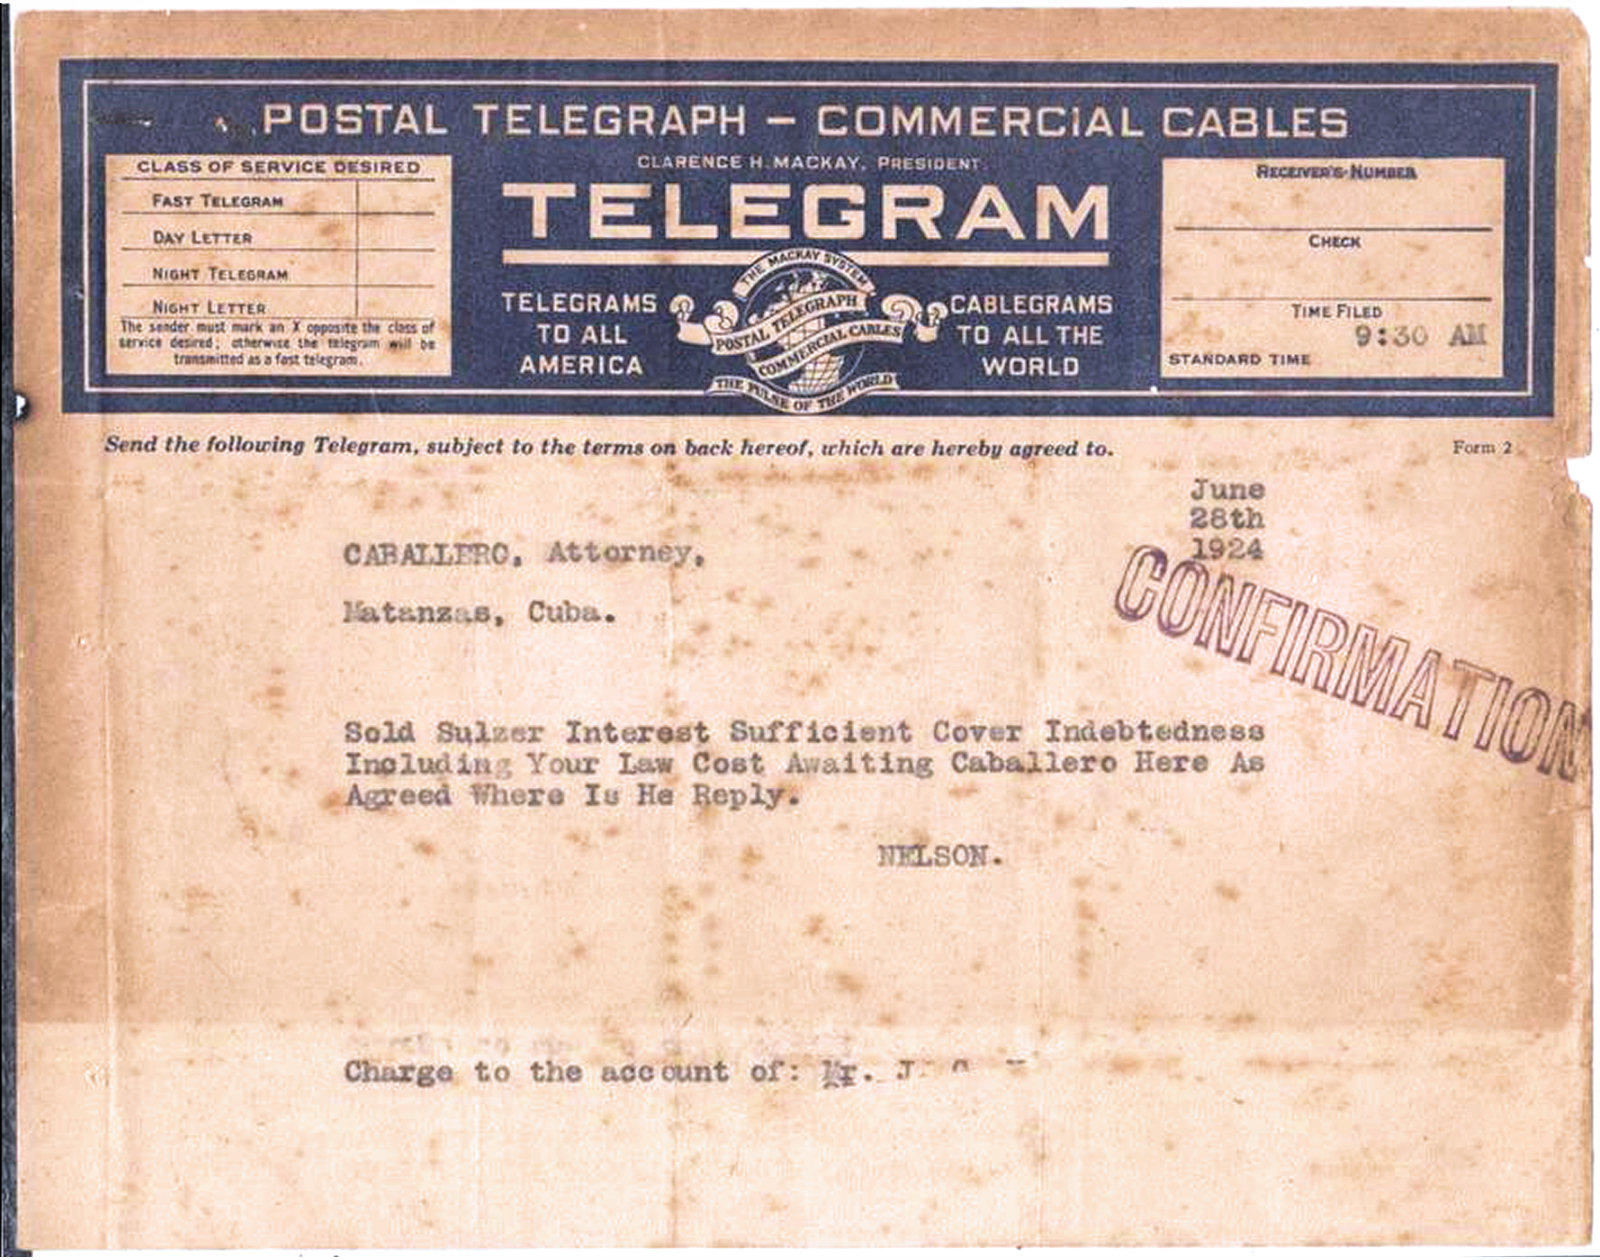 POSTAL TELEGRAPH – COMMERCIAL CABLES
CLARENCE H. MACKAY, PRESIDENT.
TELEGRAM
CLASS OF SERVICE DESIRED
FAST TELEGRAM
DAY LETTER
NIGHT TELEGRAM
NIGHT LETTER
The sender must mark an X opposite the class of
service desired; otherwise the telegram will be
transmitted as a fast telegram.
TELEGRAMS
TO ALL
AMERICA
THE MACKAY SYSTEM
POSTAL TELEGRAPH
COMMERCIAL CABLES
THE PULSE OF THE WORLD
CABLEGRAMS
TO ALL THE
WORLD
RECEIVER'S NUMBER
CHECK
TIME FILED
9:30 AM
STANDARD TIME
Send the following Telegram, subject to the terms on back hereof, which are hereby agreed to.
Form 2
June
28th
1924
CONFIRMATION
CABALLERO, Attorney,
Matanzas, Cuba.
Sold Sulzer Interest Sufficient Cover Indebtedness
Including Your Law Cost Awaiting Caballero Here As
Agreed Where Is He Reply.
NELSON.
Charge to the account of: Mr. J.